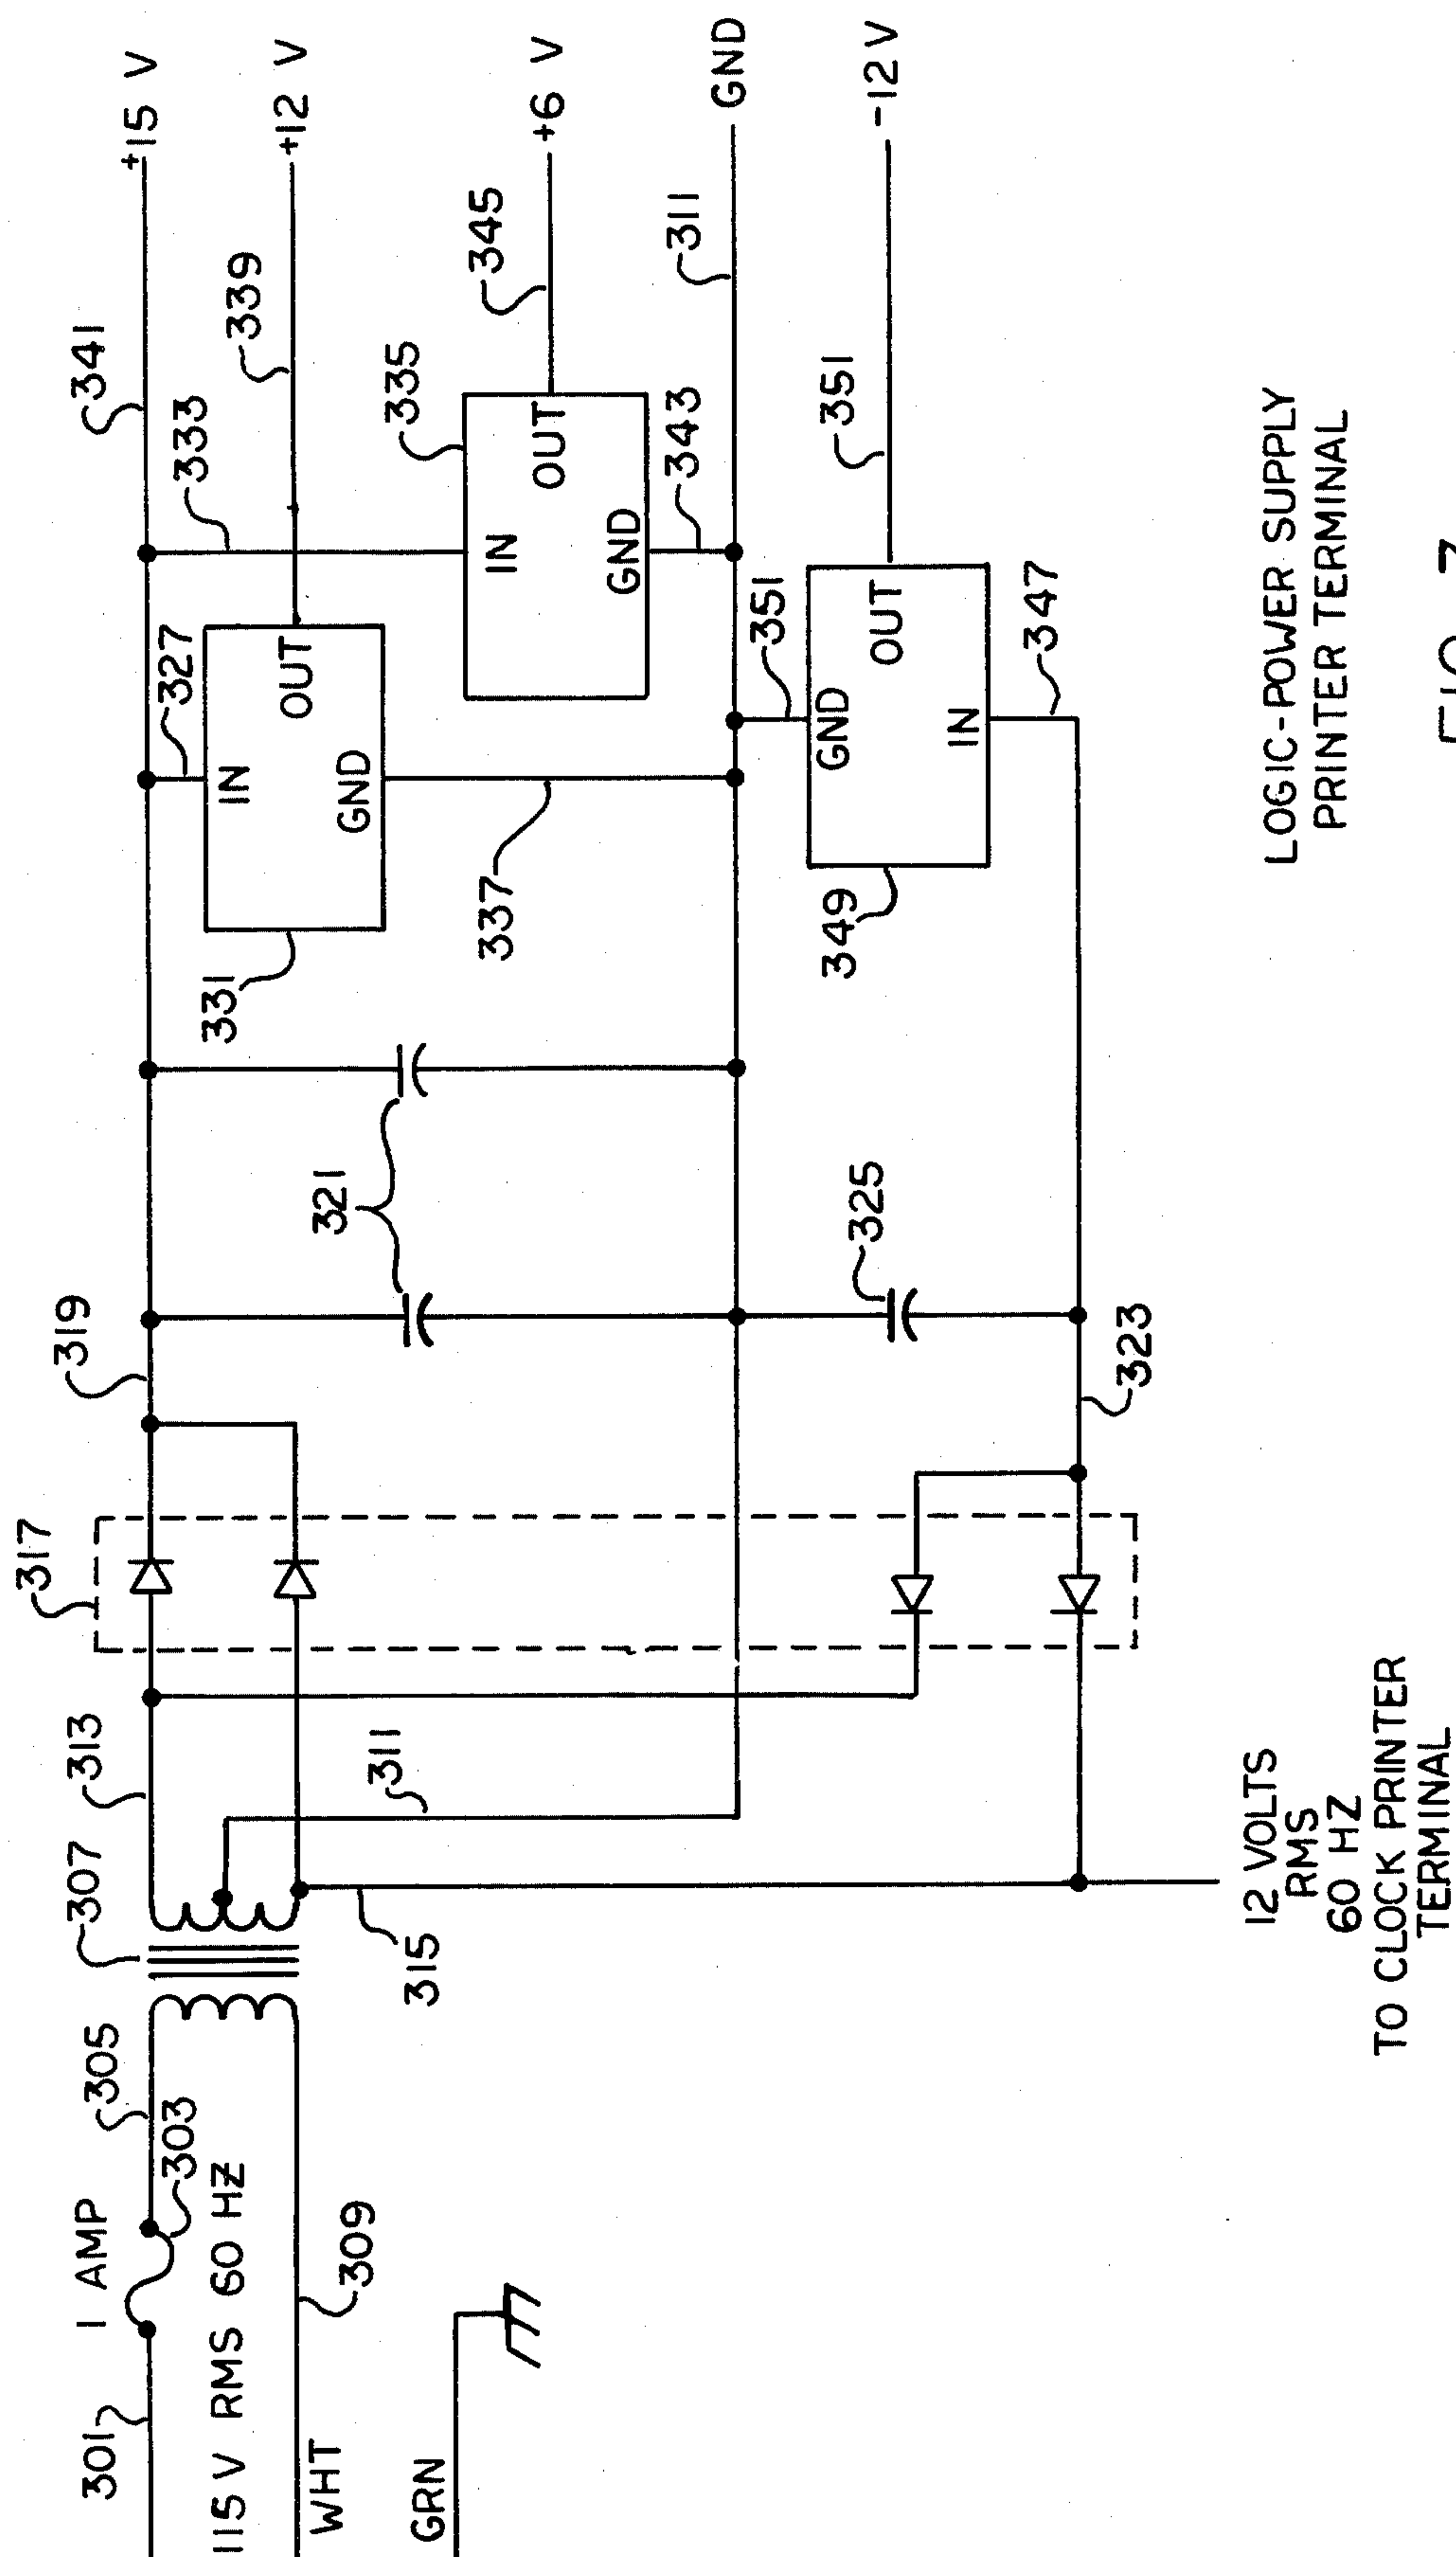 301
1 AMP
303
305
307
313
317
319
341
+15 V
115 V RMS 60 HZ
WHT
309
GRN
315
311
321
331
IN
OUT
GND
327
333
339
+12 V
337
335
IN
OUT
GND
345
+6 V
343
311
GND
325
323
349
GND
OUT
IN
351
351
-12 V
347
12 VOLTS
RMS
60 HZ
TO CLOCK PRINTER
TERMINAL
LOGIC-POWER SUPPLY
PRINTER TERMINAL